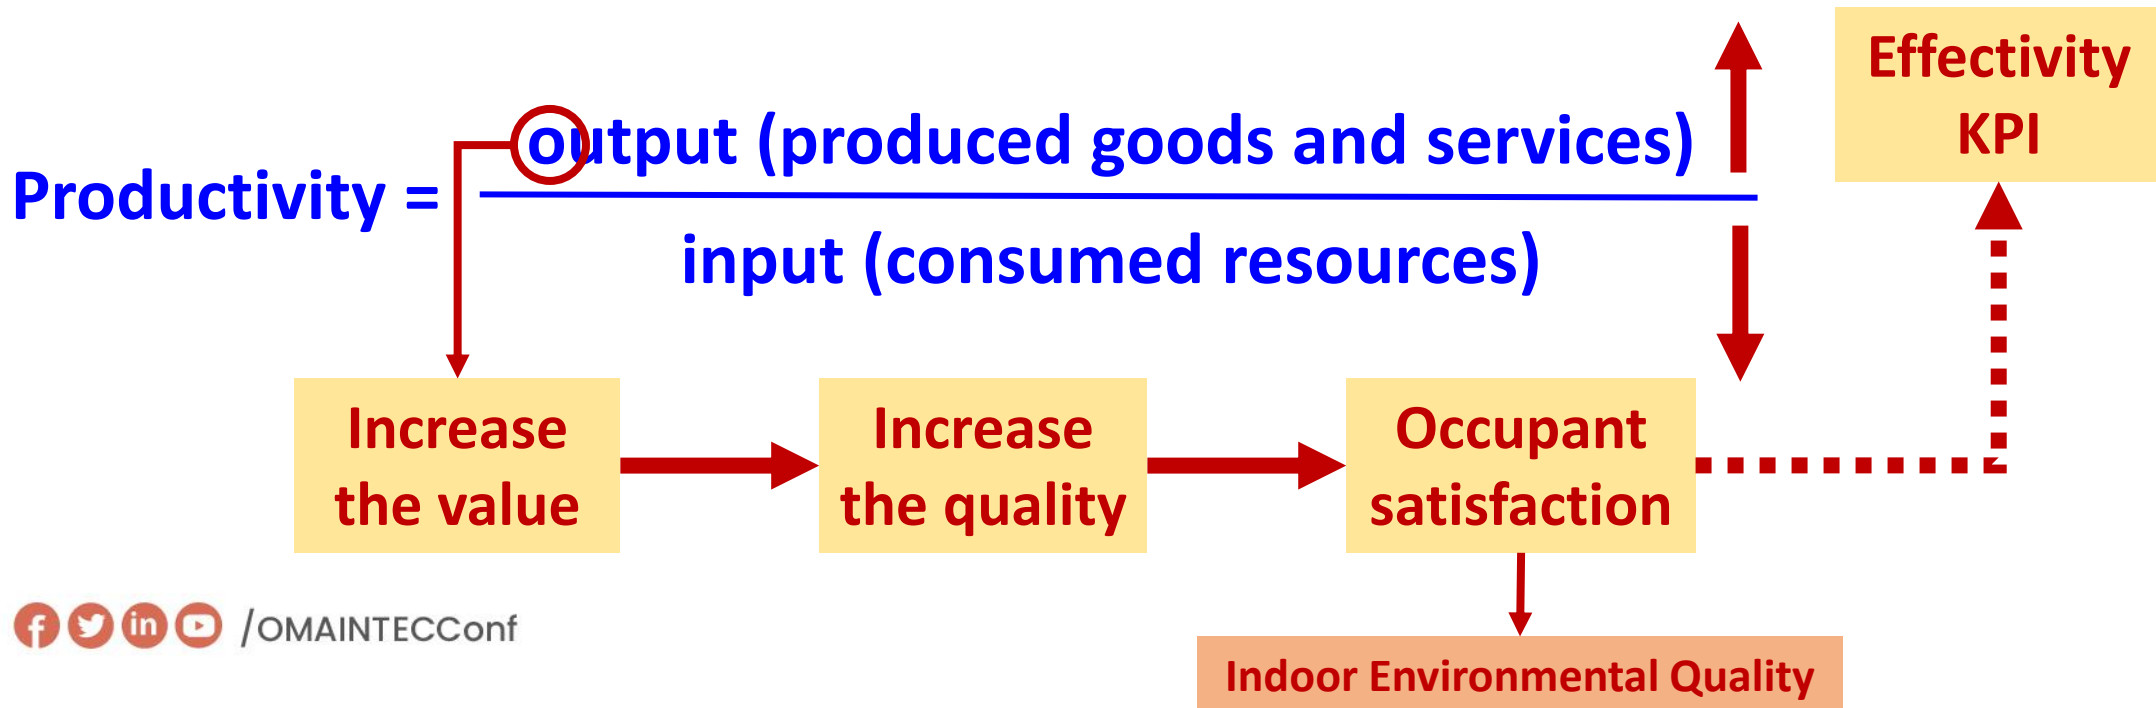 Effectivity
KPI
output (produced goods and services)
Productivity =
input (consumed resources)
Increase
the value
Increase
the quality
Occupant
satisfaction
/OMAINTECConf
Indoor Environmental Quality